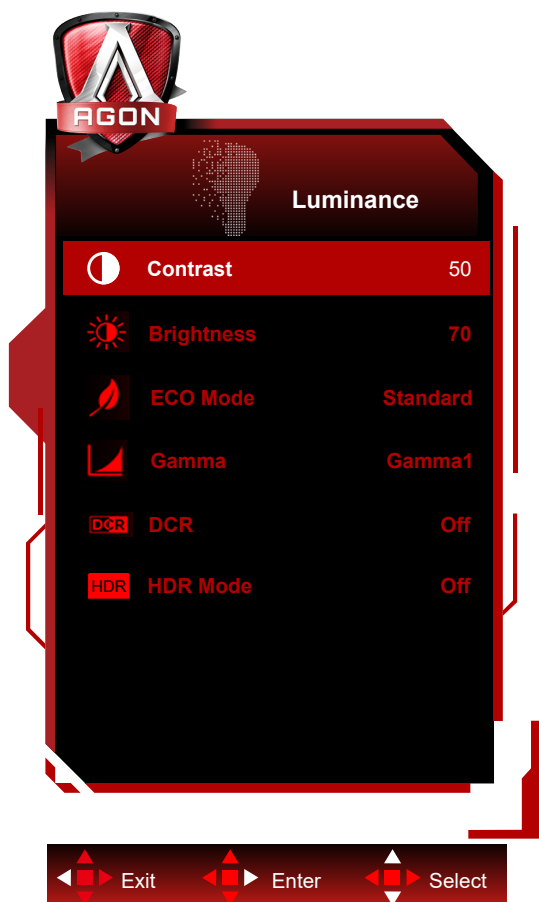 AGON
Luminance
Contrast 50
Brightness 70
ECO Mode Standard
Gamma Gamma1
DCR DCR Off
HDR HDR Mode Off
Exit Enter Select